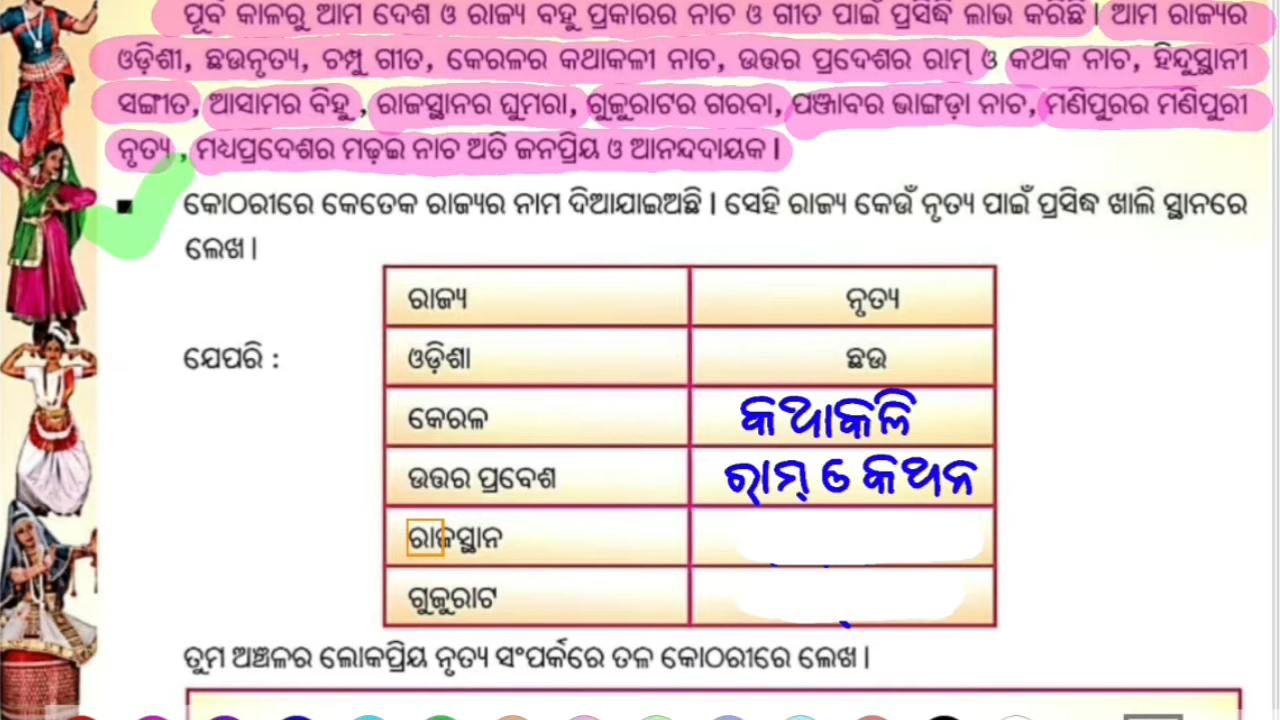 ପୂର୍ବ କାଳରୁ ଆମ ଦେଶ ଓ ରାଜ୍ୟ ବହୁ ପ୍ରକାରର ନାଚ ଓ ଗୀତ ପାଇଁ ପ୍ରସିଦ୍ଧି ଲାଭ କରିଛି। ଆମ ରାଜ୍ୟର
ଓଡ଼ିଶୀ, ଛଉନୃତ୍ୟ, ଚମ୍ପୁ ଗୀତ, କେରଳର କଥାକଳୀ ନାଚ, ଉତ୍ତର ପ୍ରଦେଶର ରାମ୍ ଓ କଥକ ନାଚ, ହିନ୍ଦୁସ୍ଥାନୀ
ସଙ୍ଗୀତ, ଆସାମର ବିହୁ, ରାଜସ୍ଥାନର ଘୁମରା, ଗୁଜୁରାଟର ଗରବା, ପଞ୍ଜାବର ଭାଙ୍ଗଡ଼ା ନାଚ, ମଣିପୁରର ମଣିପୁରୀ
ନୃତ୍ୟ, ମଧ୍ୟପ୍ରଦେଶର ମଢ଼ଇ ନାଚ ଅତି ଜନପ୍ରିୟ ଓ ଆନନ୍ଦଦାୟକ।
■ କୋଠରୀରେ କେତେକ ରାଜ୍ୟର ନାମ ଦିଆଯାଇଅଛି। ସେହି ରାଜ୍ୟ କେଉଁ ନୃତ୍ୟ ପାଇଁ ପ୍ରସିଦ୍ଧ ଖାଲି ସ୍ଥାନରେ
ଲେଖ।
ରାଜ୍ୟ ନୃତ୍ୟ
ଯେପରି : ଓଡ଼ିଶା ଛଉ
କେରଳ କଥାକଲି
ଉତ୍ତର ପ୍ରବେଶ ରାମ୍ ଓ
ରାଜସ୍ଥାନ
ଗୁଜୁରାଟ
ତୁମ ଅଞ୍ଚଳର ଲୋକପ୍ରିୟ ନୃତ୍ୟ ସଂପର୍କରେ ତଳ କୋଠରୀରେ ଲେଖ।